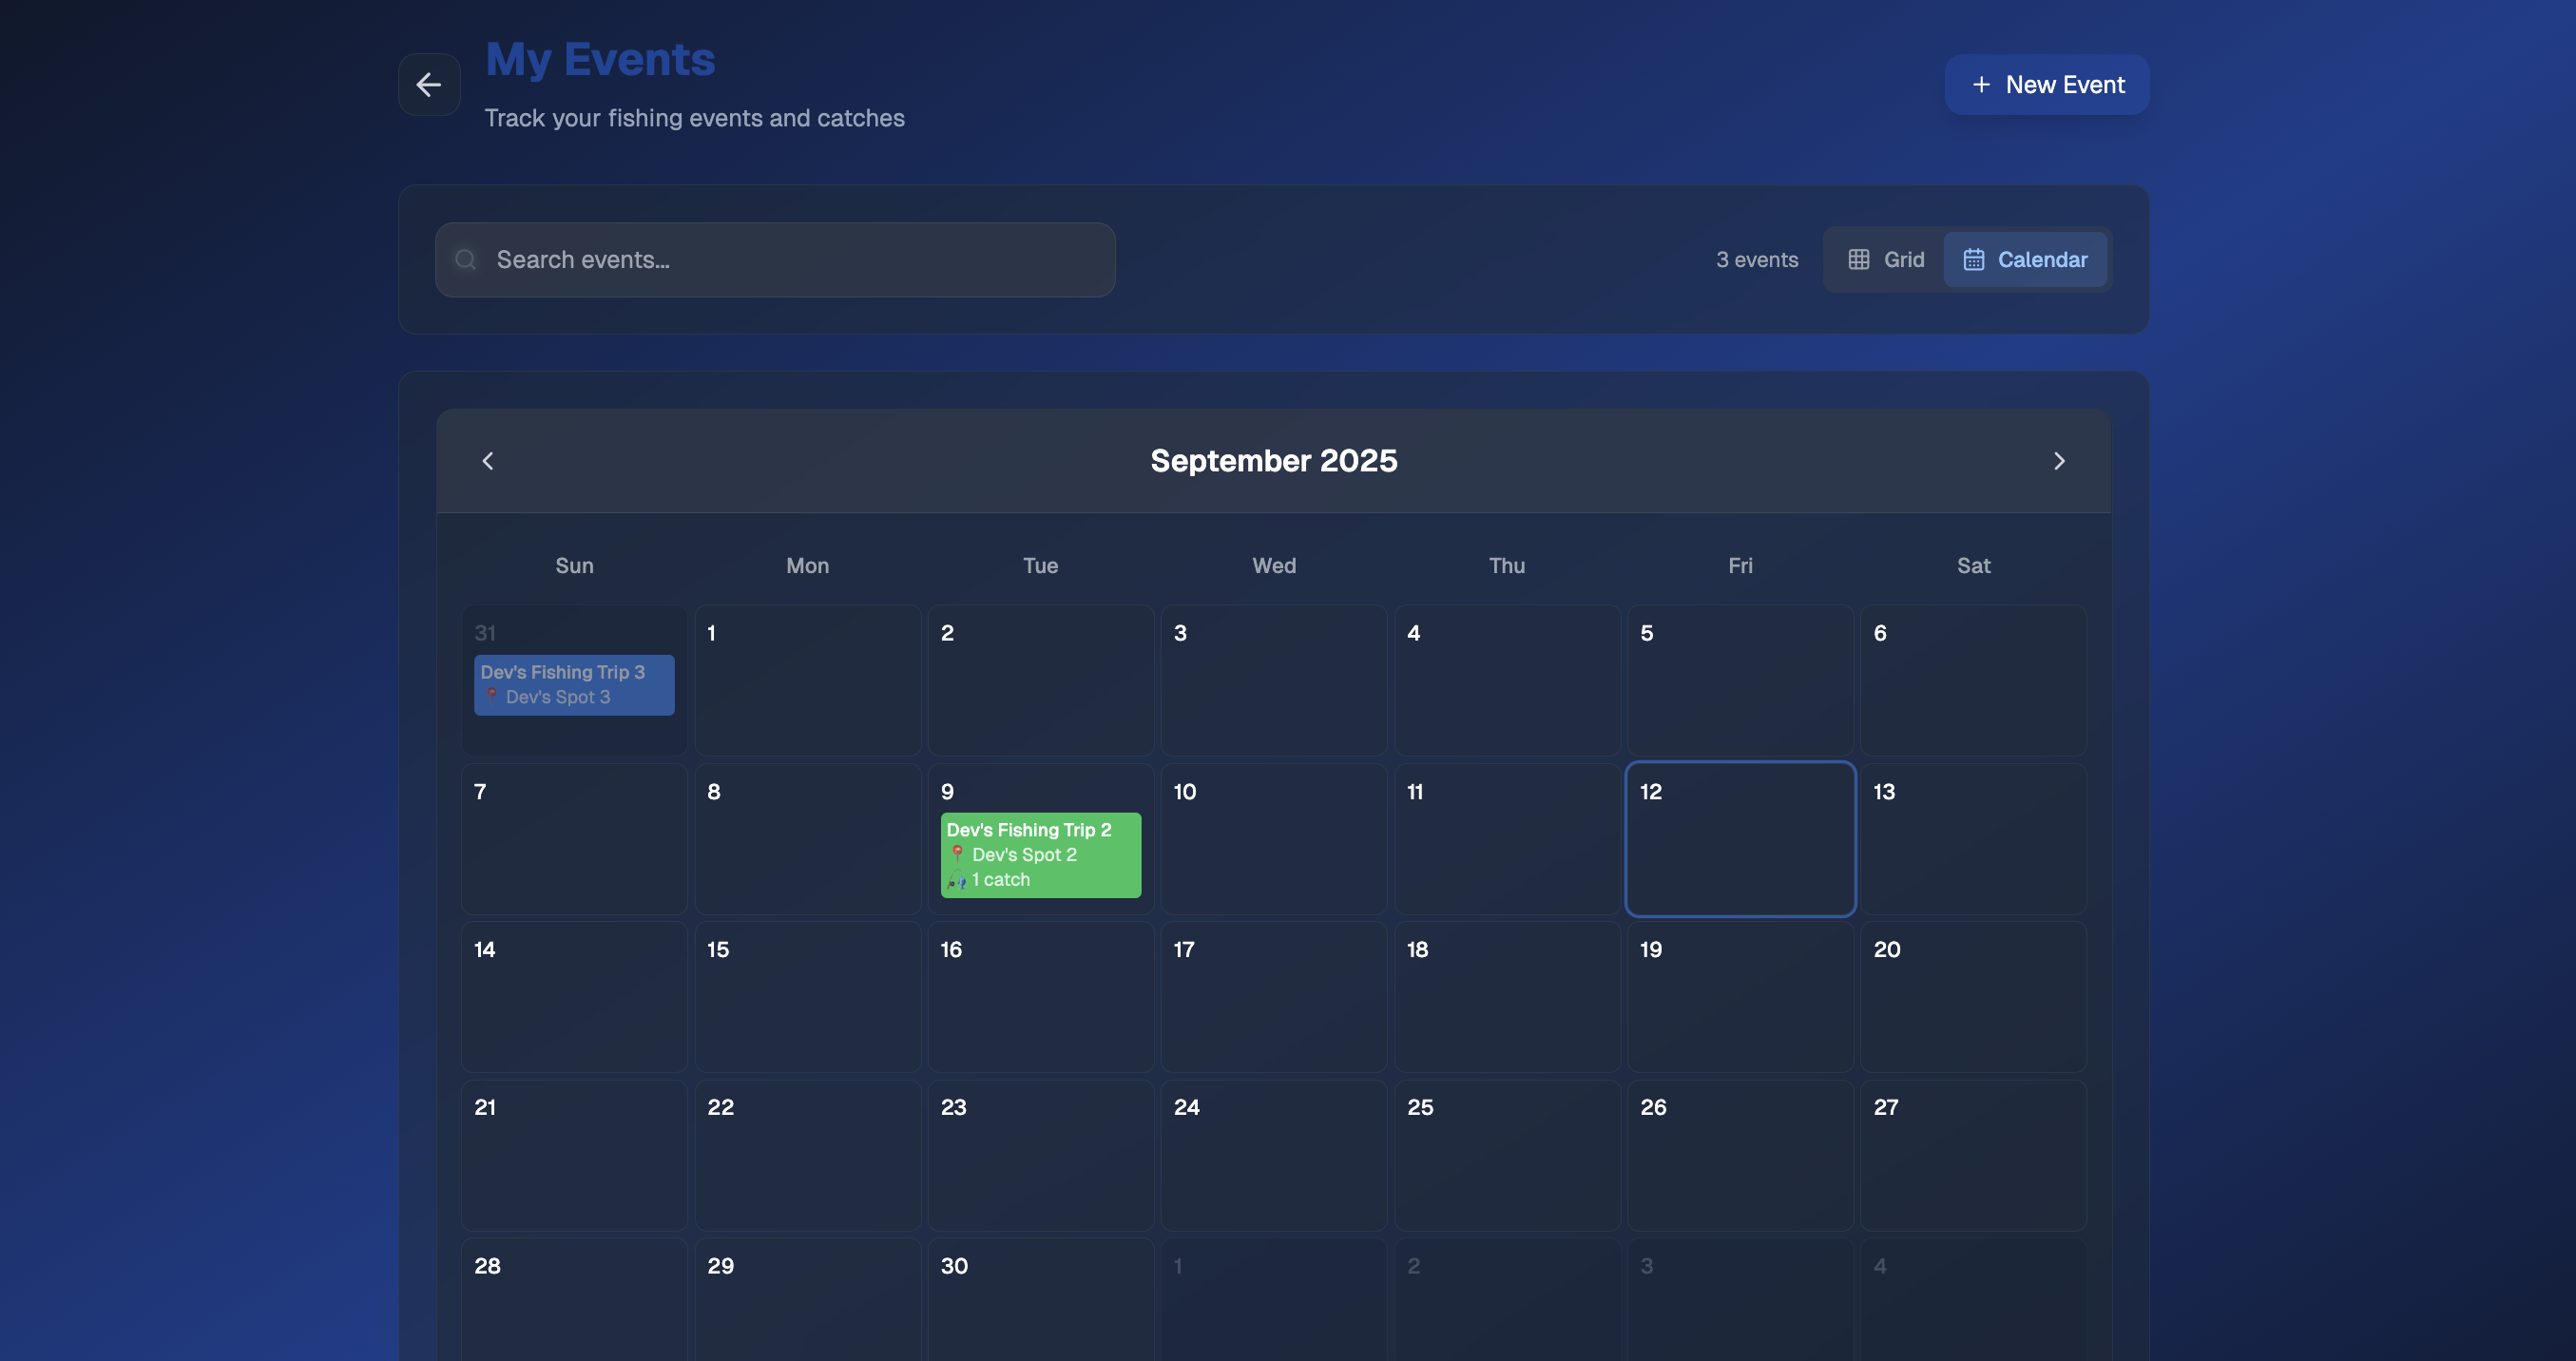 My Events
Track your fishing events and catches
+ New Event
Search events...
3 events
Grid
Calendar
September 2025
Sun Mon Tue Wed Thu Fri Sat
31 1 2 3 4 5 6
Dev's Fishing Trip 3
📍 Dev's Spot 3
7 8 9 10 11 12 13
Dev's Fishing Trip 2
📍 Dev's Spot 2
🎣 1 catch
14 15 16 17 18 19 20
21 22 23 24 25 26 27
28 29 30 1 2 3 4